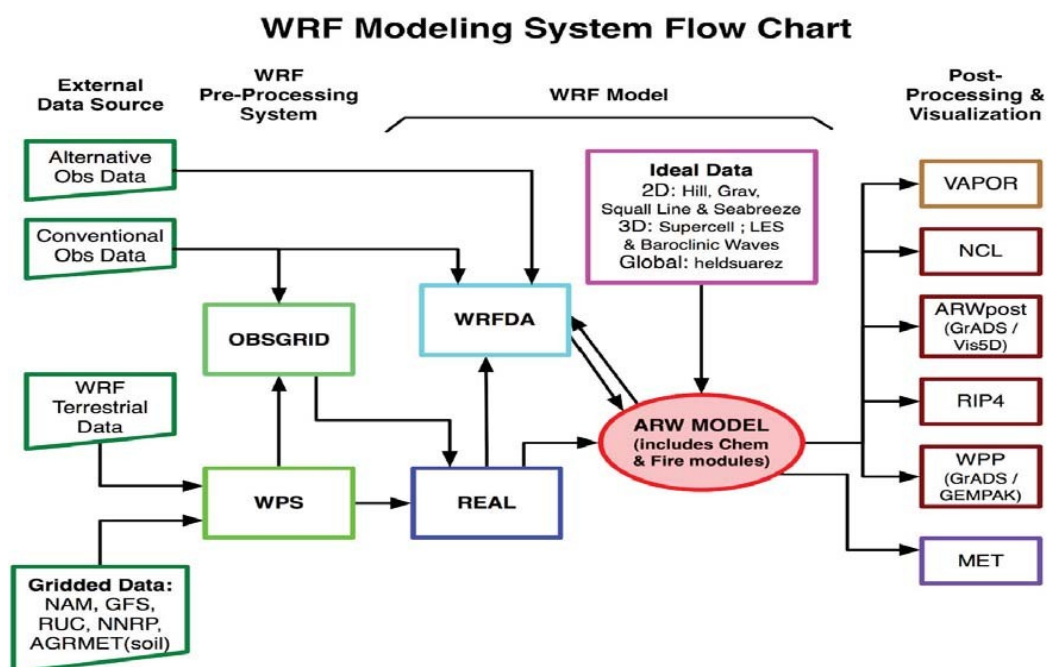 WRF Modeling System Flow Chart
External
Data Source
WRF
Pre-Processing
System
WRF Model
Post-
Processing &
Visualization
Alternative
Obs Data
Conventional
Obs Data
WRF
Terrestrial
Data
Gridded Data:
NAM, GFS,
RUC, NNRP,
AGRMET(soil)
OBSGRID
WPS
WRFDA
REAL
Ideal Data
2D: Hill, Grav,
Squall Line & Seabreeze
3D: Supercell ; LES
& Baroclinic Waves
Global: heldsuarez
ARW MODEL
(includes Chem
& Fire modules)
VAPOR
NCL
ARWpost
(GrADS /
Vis5D)
RIP4
WPP
(GrADS /
GEMPAK)
MET